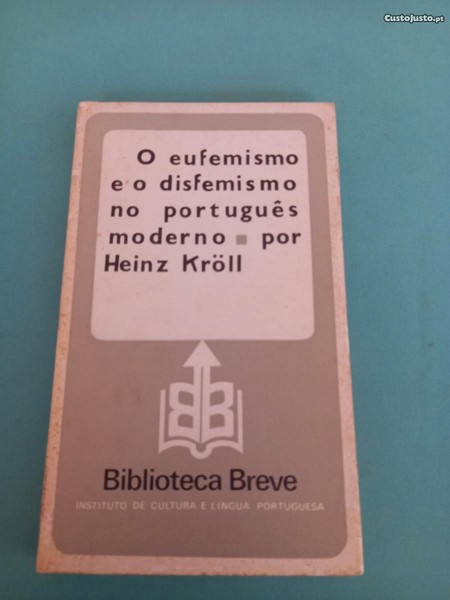 CustoJusto.pt
O eufemismo
e o disfemismo
no português
moderno ▪ por
Heinz Kröll
BB
Biblioteca Breve
INSTITUTO DE CULTURA E LÍNGUA PORTUGUESA